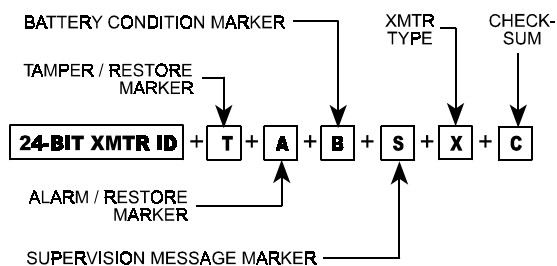 BATTERY CONDITION MARKER
XMTR
TYPE
CHECK-
SUM
TAMPER / RESTORE
MARKER
24-BIT XMTR ID + T + A + B + S + X + C
ALARM / RESTORE
MARKER
SUPERVISION MESSAGE MARKER